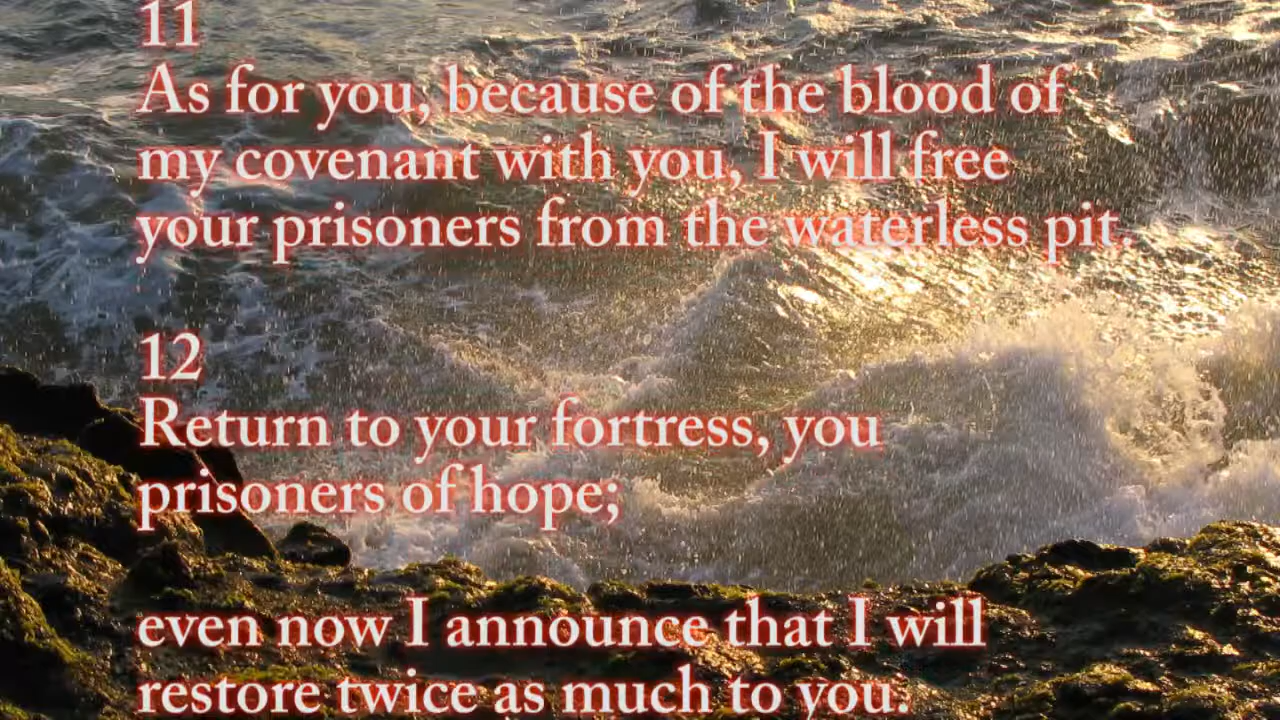 11
As for you, because of the blood of
my covenant with you, I will free
your prisoners from the waterless pit.
12
Return to your fortress, you
prisoners of hope;
even now I announce that I will
restore twice as much to you.